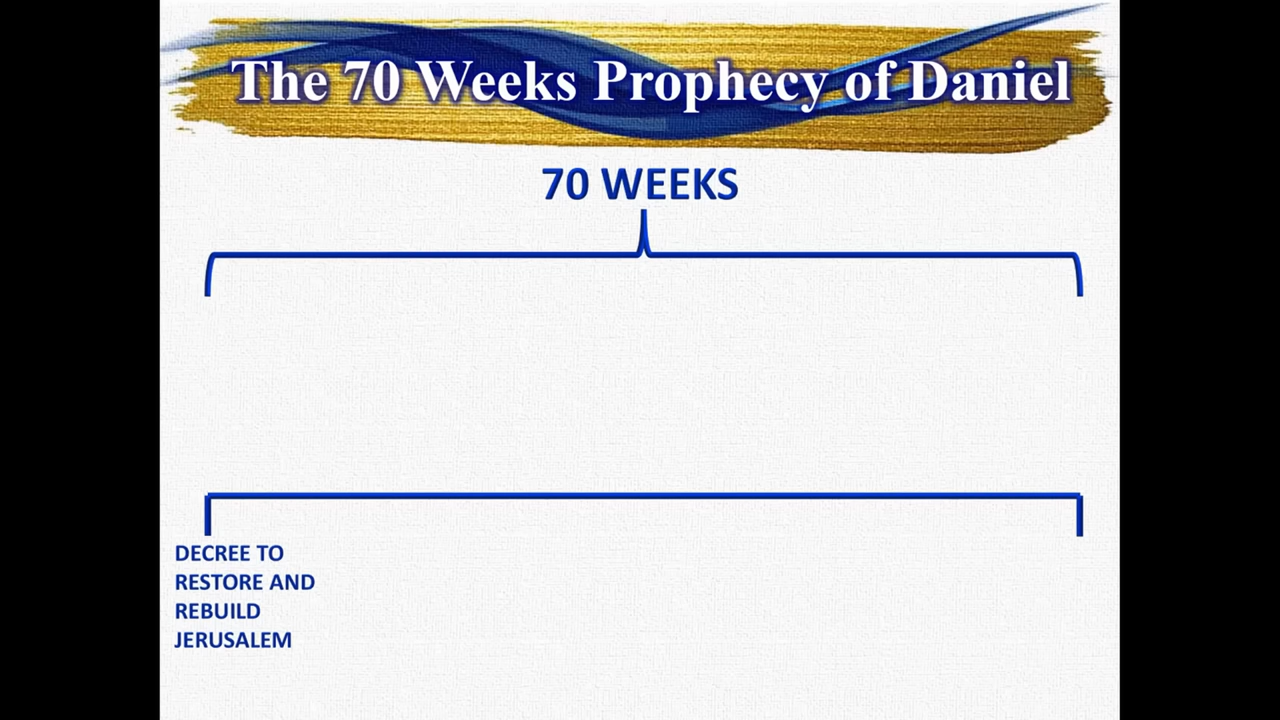 The 70 Weeks Prophecy of Daniel
70 WEEKS
DECREE TO
RESTORE AND
REBUILD
JERUSALEM